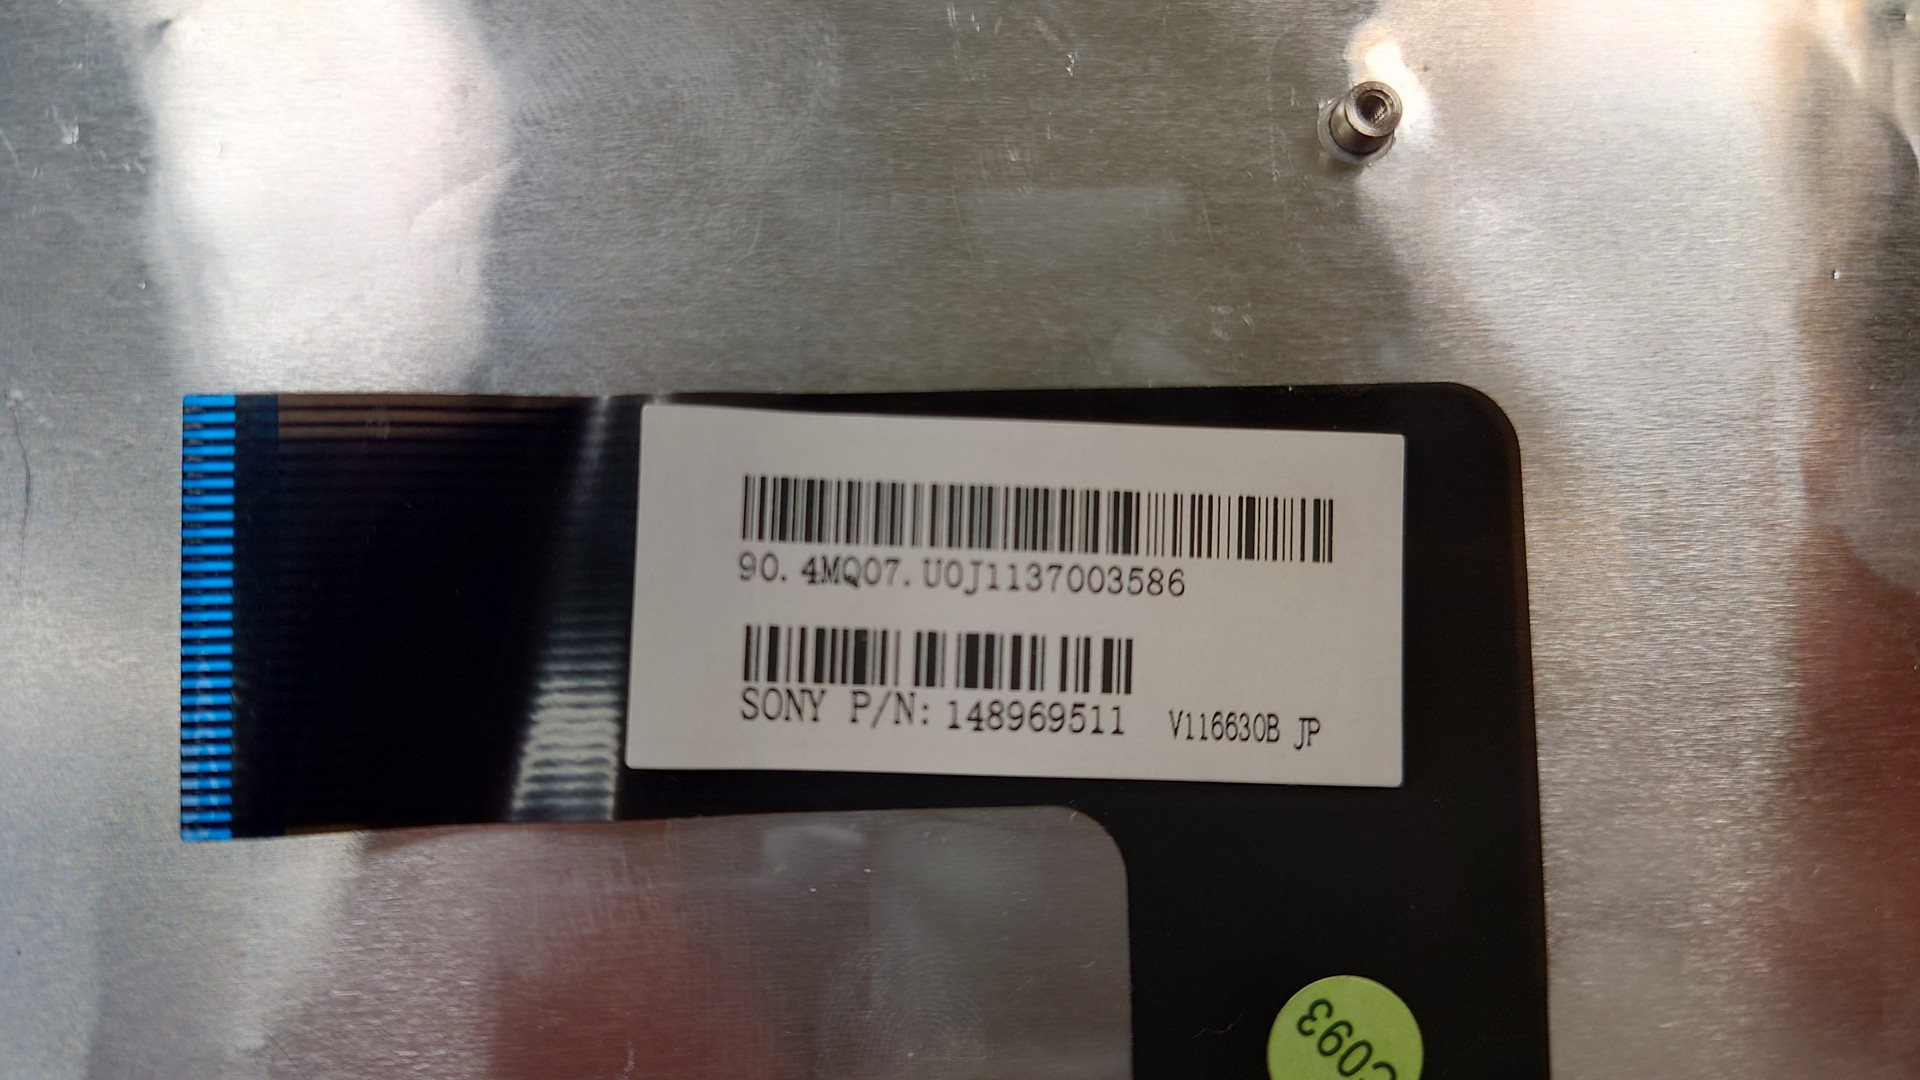 90.4MQ07.U0J1137003586
SONY P/N: 148969511 V116630B JP